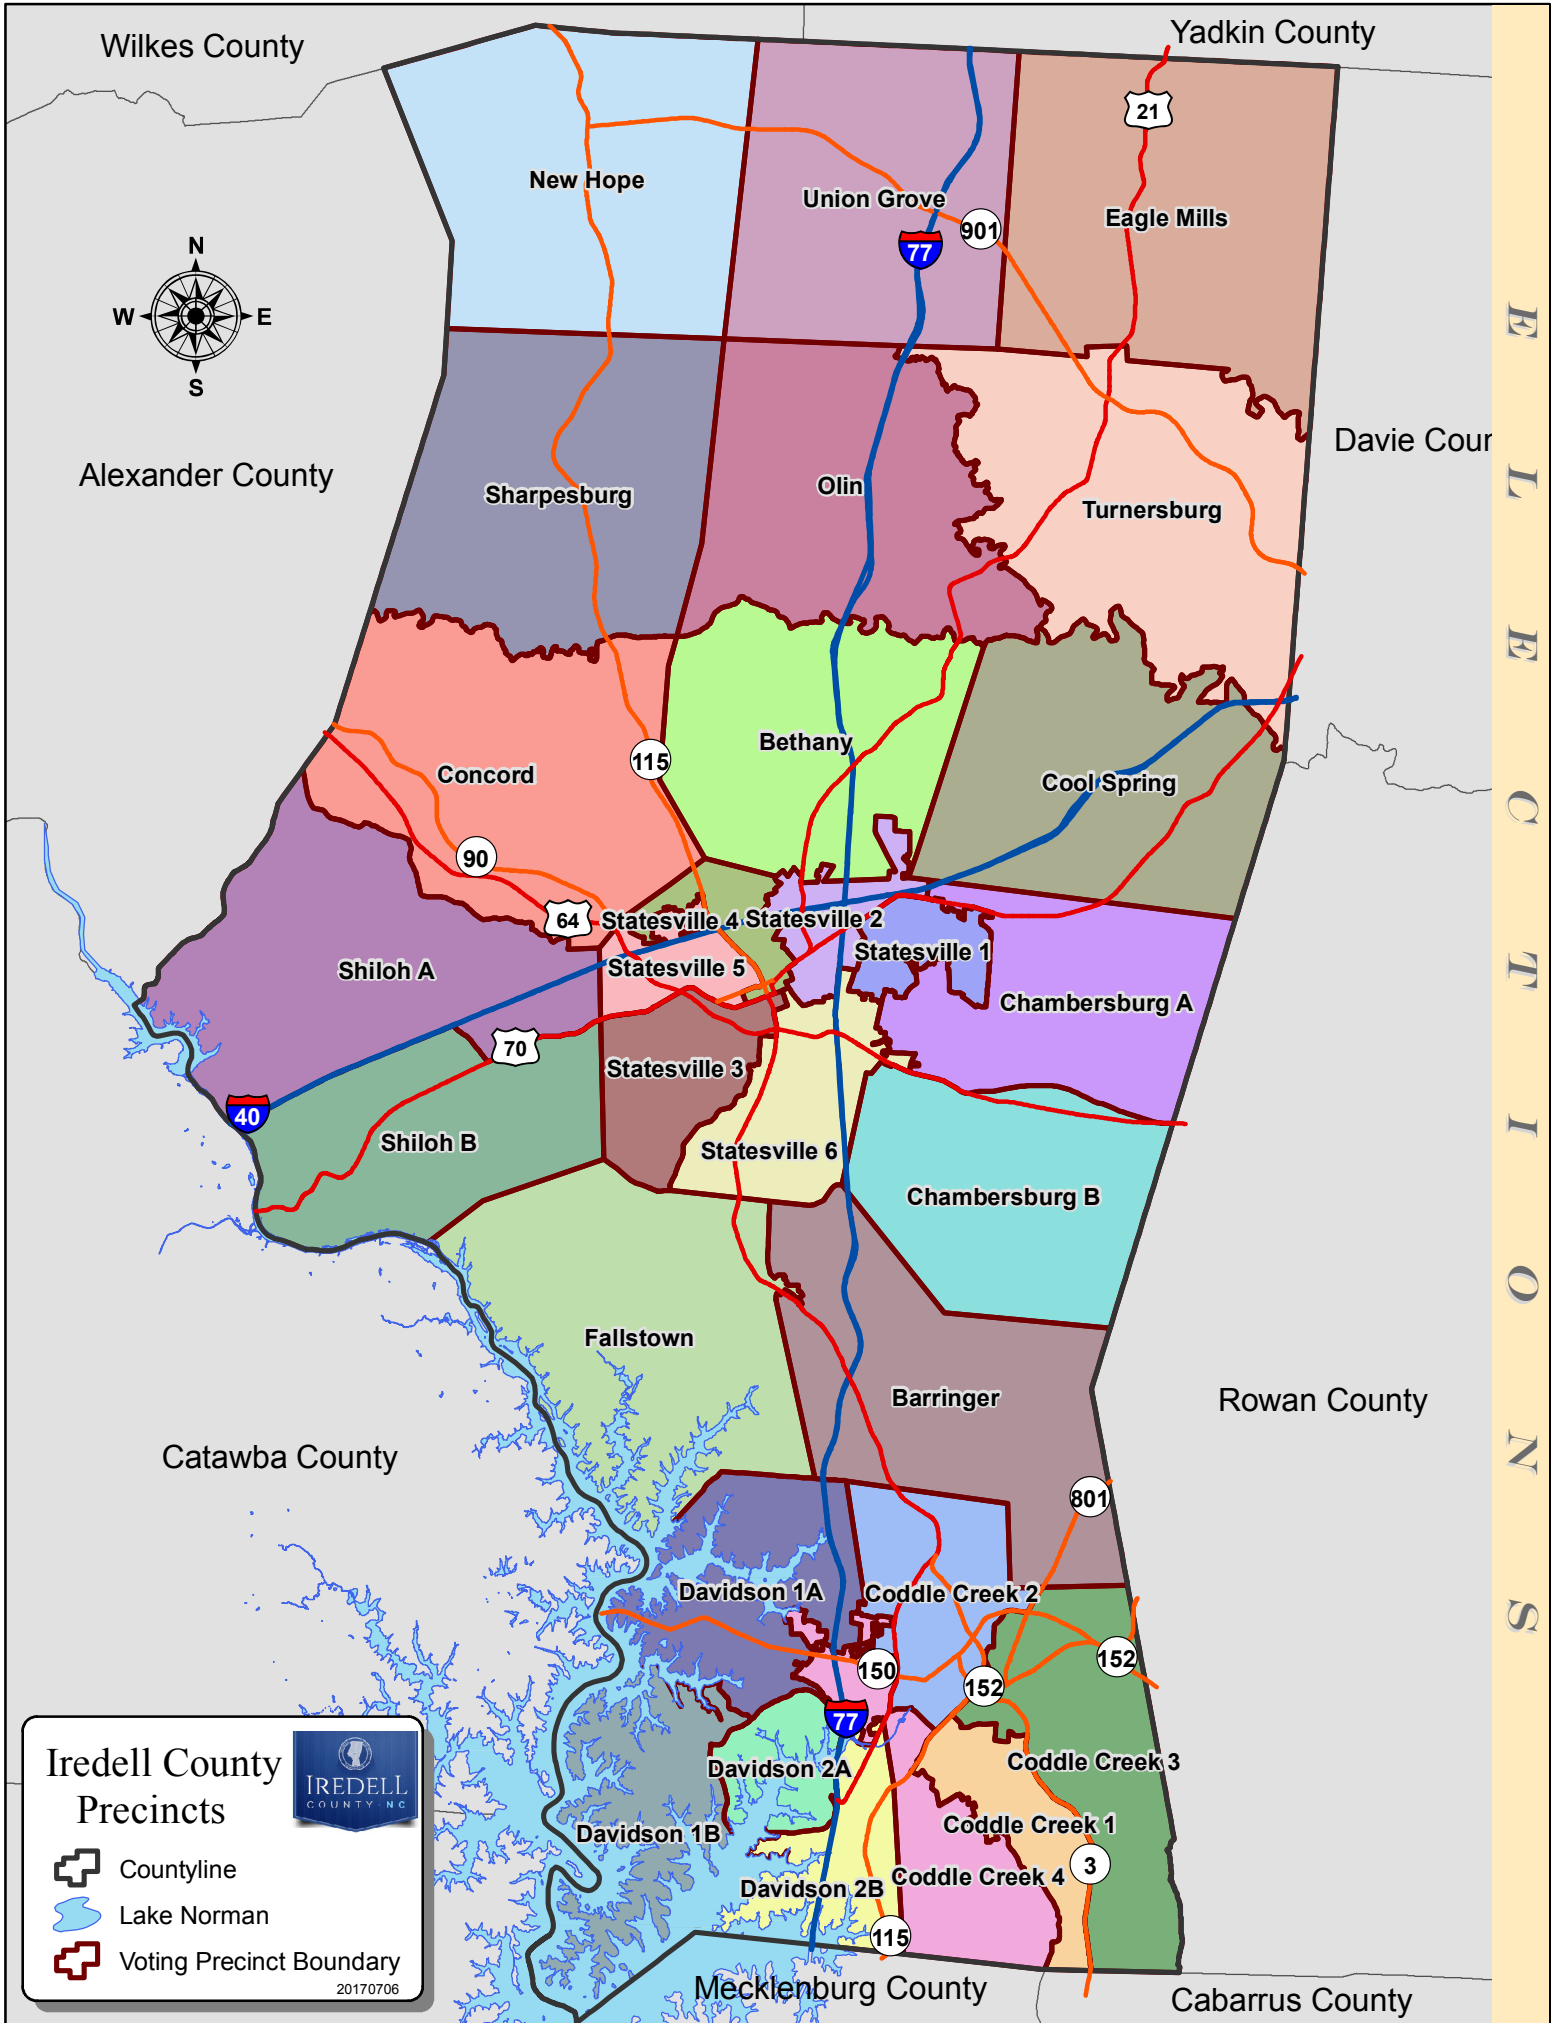 Wilkes County
Yadkin County
21
New Hope
Union Grove
Eagle Mills
901
77
N
W
E
S
Alexander County
Davie Cour
Sharpesburg
Olin
Turnersburg
Bethany
115
Concord
Cool Spring
90
64
Statesville 4
Statesville 2
Statesville 1
Shiloh A
Statesville 5
Chambersburg A
70
Statesville 3
40
Shiloh B
Statesville 6
Chambersburg B
Fallstown
Barringer
Rowan County
Catawba County
801
Davidson 1A
Coddle Creek 2
150
152
152
77
Davidson 2A
Coddle Creek 3
Davidson 1B
Coddle Creek 1
3
Davidson 2B
Coddle Creek 4
115
Mecklenburg County
Cabarrus County
Iredell County
Precincts
IREDELL
COUNTY NC
Countyline
Lake Norman
Voting Precinct Boundary
20170706
ELECTIONS